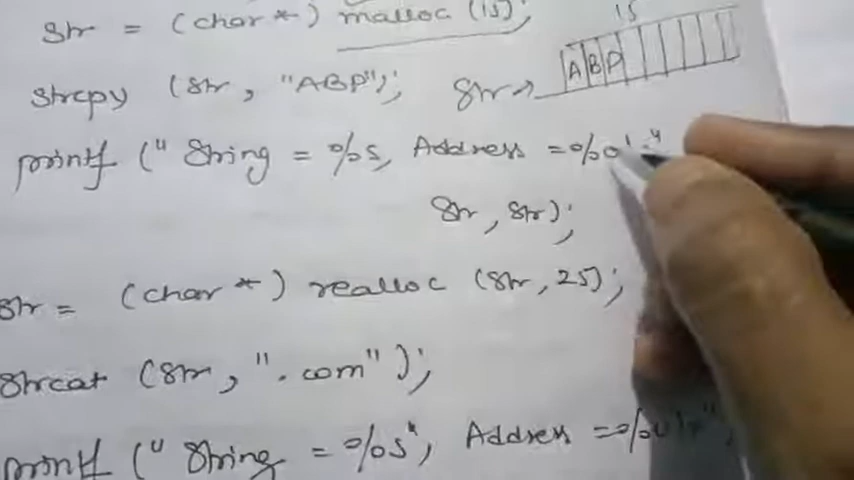 str = (char *) malloc (15);
15
strcpy (str, "ABP");
str → A B P
printf (" String = %s, Address = %u
str, str);
str = (char *) realloc (str, 25);
strcat (str, ".com");
printf (" String = %s", Address = %u